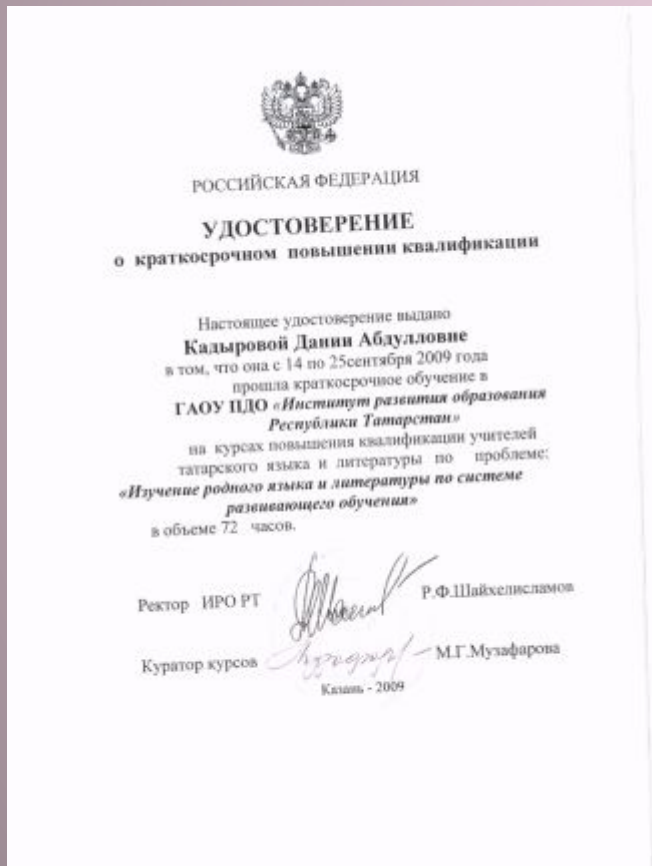 РОССИЙСКАЯ ФЕДЕРАЦИЯ
УДОСТОВЕРЕНИЕ
о краткосрочном повышении квалификации
Настоящее удостоверение выдано
Кадыровой Дании Абдулловне
в том, что она с 14 по 25сентября 2009 года
прошла краткосрочное обучение в
ГАОУ ПДО «Институт развития образования
Республики Татарстан»
на курсах повышения квалификации учителей
татарского языка и литературы по проблеме:
«Изучение родного языка и литературы по системе
развивающего обучения»
в объеме 72 часов.
Ректор ИРО РТ Р.Ф.Шайхелисламов
Куратор курсов М.Г.Музафарова
Казань - 2009